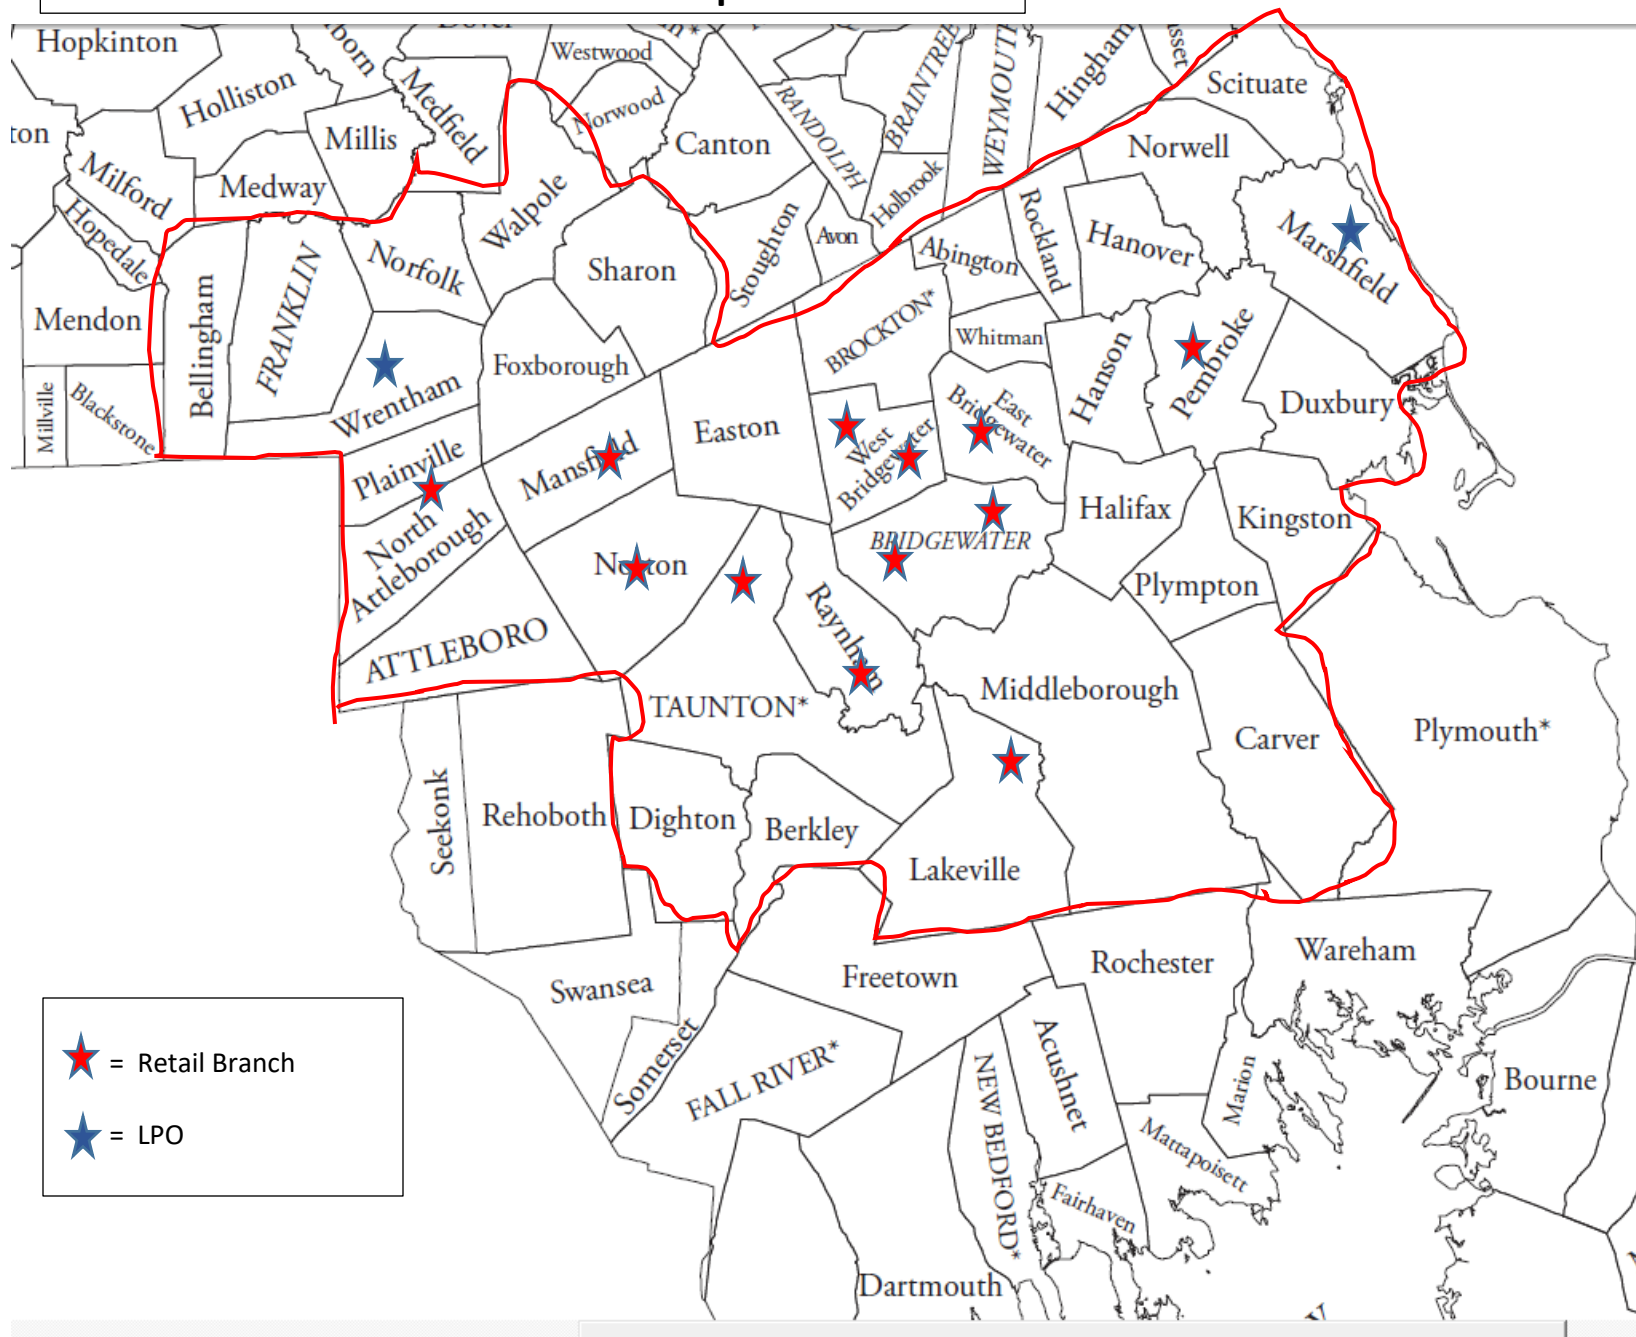 Hopkinton
Holliston
Westwood
Medfield
Norwood
Millis
Canton
RANDOLPH
BRAINTREE
WEYMOUTH
Hingham
Scituate
ton
Milford
Medway
Walpole
Holbrook
Norwell
Hopedale
Norfolk
Sharon
Stoughton
Avon
Abington
Rockland
Hanover
Marshfield
Mendon
Bellingham
FRANKLIN
Foxborough
BROCKTON*
Whitman
Hanson
Pembroke
Duxbury
Millville
Blackstone
Wrentham
Plainville
Mansfield
Easton
West
Bridgewater
East
Bridgewater
North
Attleborough
Norton
BRIDGEWATER
Halifax
Kingston
Plympton
ATTLEBORO
Raynham
TAUNTON*
Middleborough
Carver
Plymouth*
Seekonk
Rehoboth
Dighton
Berkley
Lakeville
Swansea
Freetown
Rochester
Wareham
Somerset
FALL RIVER*
NEW BEDFORD*
Acushnet
Marion
Bourne
Mattapoisett
Fairhaven
Dartmouth
= Retail Branch
= LPO